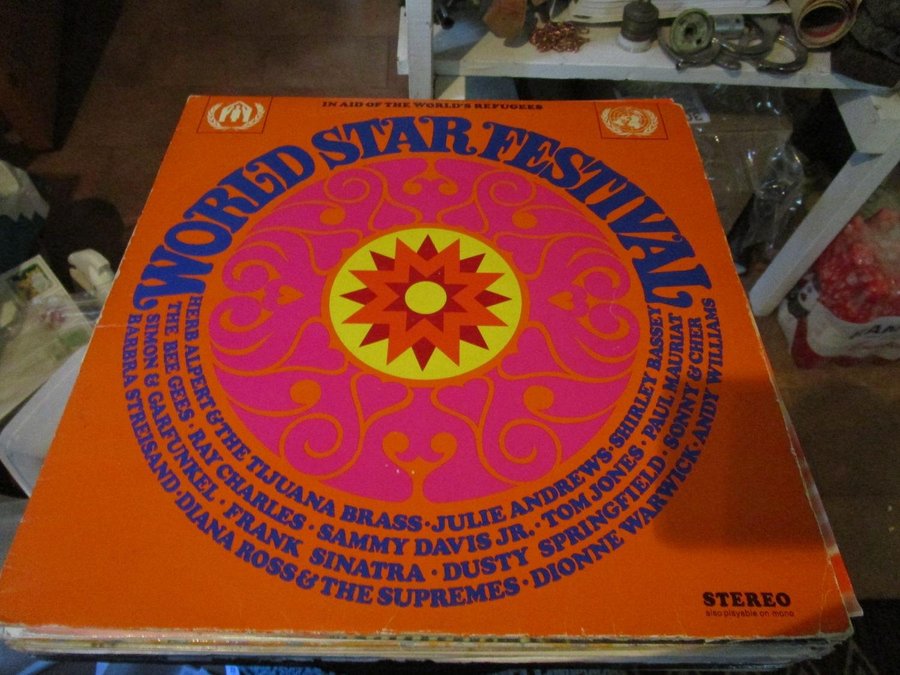 IN AID OF THE WORLD'S REFUGEES
WORLD STAR FESTIVAL
HERB ALPERT & THE TIJUANA BRASS · JULIE ANDREWS · SHIRLEY BASSEY
THE BEE GEES · RAY CHARLES · SAMMY DAVIS JR. · TOM JONES · PAUL MAURIAT
SIMON & GARFUNKEL · FRANK SINATRA · DUSTY SPRINGFIELD · SONNY & CHER
BARBRA STREISAND · DIANA ROSS & THE SUPREMES · DIONNE WARWICK · ANDY WILLIAMS
STEREO
also playable on mono